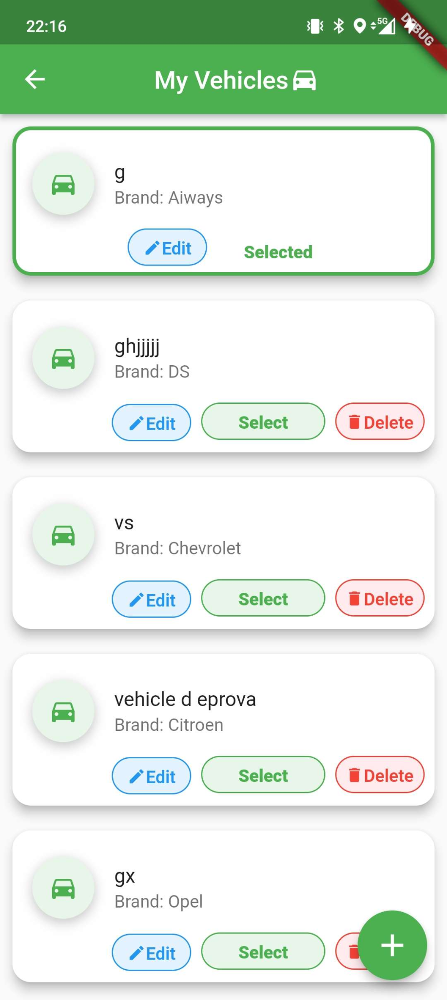 22:16
5G
DEBUG
My Vehicles
g
Brand: Aiways
Edit
Selected
ghjjjjj
Brand: DS
Edit
Select
Delete
vs
Brand: Chevrolet
Edit
Select
Delete
vehicle d eprova
Brand: Citroen
Edit
Select
Delete
gx
Brand: Opel
Edit
Select